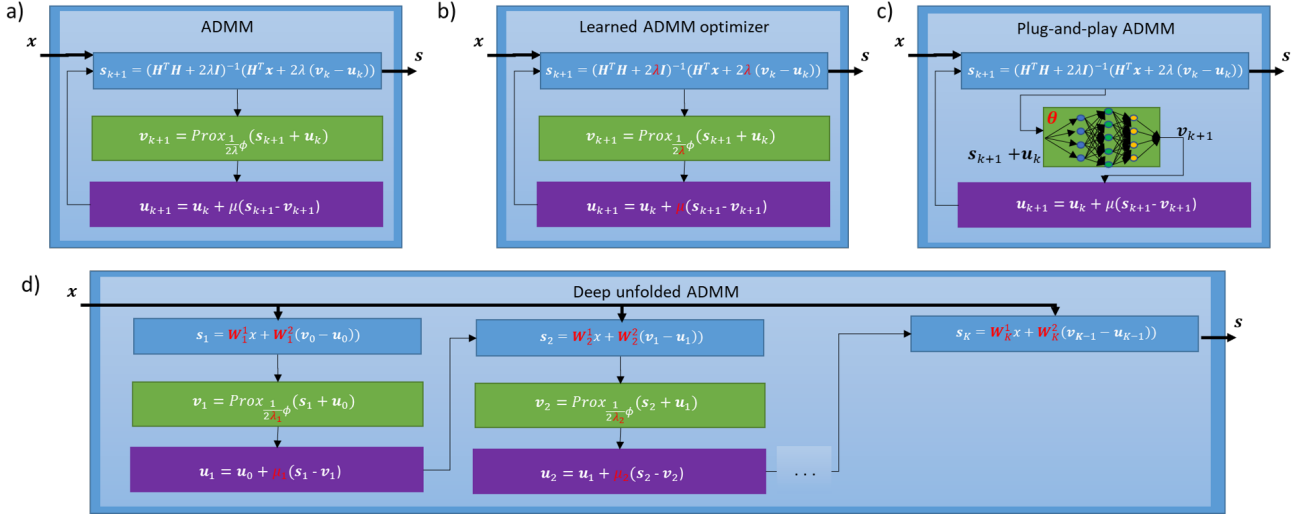 a)
ADMM
x
s
s_{k+1} = (H^T H + 2λI)^{-1}(H^T x + 2λ (v_k − u_k))
v_{k+1} = Prox_{\frac{1}{2λ}ϕ}(s_{k+1} + u_k)
u_{k+1} = u_k + μ(s_{k+1} - v_{k+1})
b)
Learned ADMM optimizer
x
s
s_{k+1} = (H^T H + 2λI)^{-1}(H^T x + 2λ (v_k − u_k))
v_{k+1} = Prox_{\frac{1}{2λ}ϕ}(s_{k+1} + u_k)
u_{k+1} = u_k + μ(s_{k+1} - v_{k+1})
c)
Plug-and-play ADMM
x
s
s_{k+1} = (H^T H + 2λI)^{-1}(H^T x + 2λ (v_k − u_k))
θ
v_{k+1}
s_{k+1} + u_k
u_{k+1} = u_k + μ(s_{k+1} - v_{k+1})
d)
Deep unfolded ADMM
x
s
s_1 = W_1^1 x + W_1^2 (v_0 − u_0))
v_1 = Prox_{\frac{1}{2λ_1}ϕ}(s_1 + u_0)
u_1 = u_0 + μ_1(s_1 - v_1)
s_2 = W_2^1 x + W_2^2 (v_1 − u_1))
v_2 = Prox_{\frac{1}{2λ_2}ϕ}(s_2 + u_1)
u_2 = u_1 + μ_2(s_2 - v_2)
...
s_K = W_K^1 x + W_K^2 (v_{K−1} − u_{K−1}))